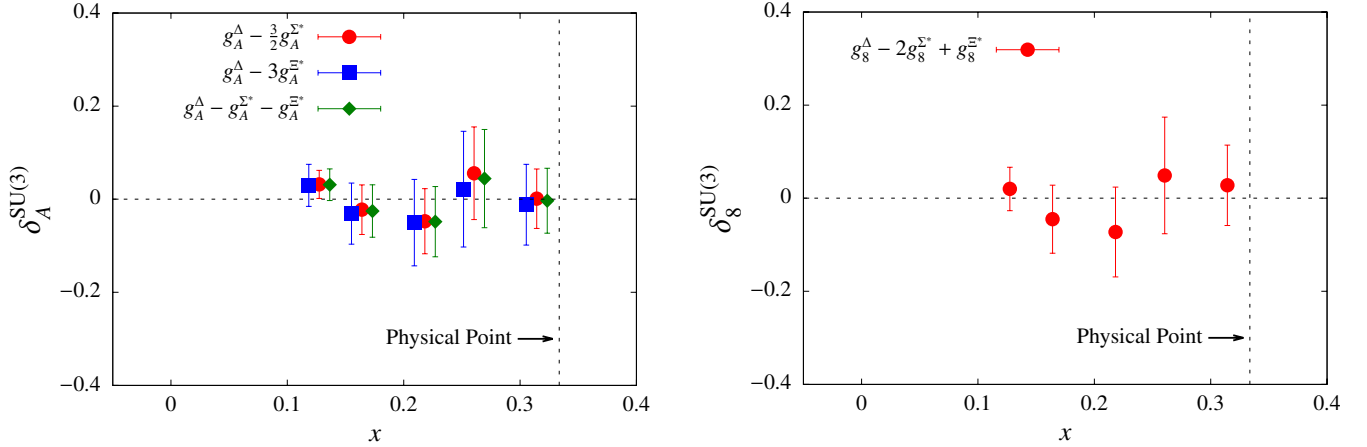 0.4
0.2
0
−0.2
−0.4
δ_A^{SU(3)}
g_A^Δ − 3/2 g_A^{Σ*}
g_A^Δ − 3g_A^{Ξ*}
g_A^Δ − g_A^{Σ*} − g_A^{Ξ*}
Physical Point
0 0.1 0.2 0.3 0.4
x
0.4
0.2
0
−0.2
−0.4
δ_8^{SU(3)}
g_8^Δ − 2g_8^{Σ*} + g_8^{Ξ*}
Physical Point
0 0.1 0.2 0.3 0.4
x